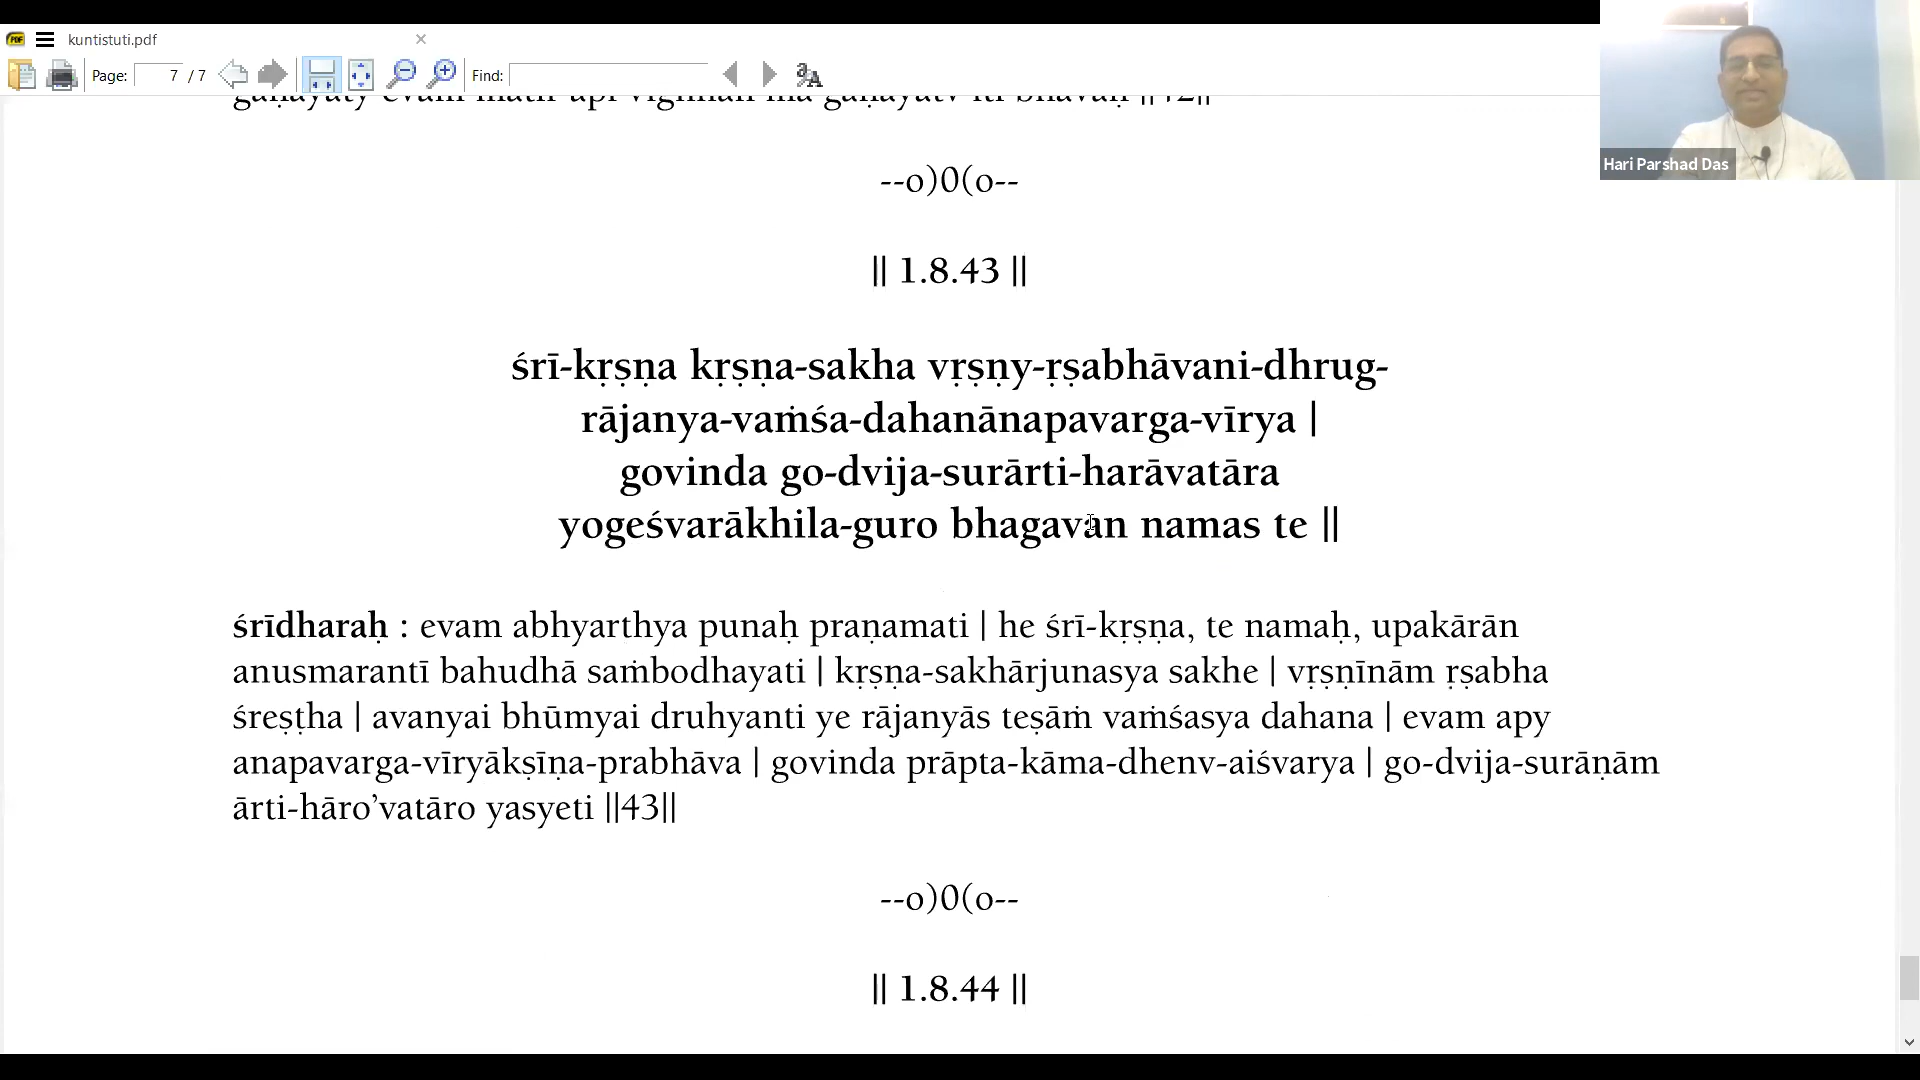 kuntistuti.pdf
Page: 7 / 7 Find:
Hari Parshad Das
--o)0(o--
|| 1.8.43 ||
śrī-kṛṣṇa kṛṣṇa-sakha vṛṣṇy-ṛṣabhāvani-dhrug-
rājanya-vaṁśa-dahanānapavarga-vīrya |
govinda go-dvija-surārti-harāvatāra
yogeśvarākhila-guro bhagavan namas te ||
śrīdharaḥ : evam abhyarthya punaḥ praṇamati | he śrī-kṛṣṇa, te namaḥ, upakārān
anusmarantī bahudhā saṁbodhayati | kṛṣṇa-sakhārjunasya sakhe | vṛṣṇīnām ṛṣabha
śreṣṭha | avanyai bhūmyai druhyanti ye rājanyās teṣāṁ vaṁśasya dahana | evam apy
anapavarga-vīryākṣīṇa-prabhāva | govinda prāpta-kāma-dhenv-aiśvarya | go-dvija-surāṇām
ārti-hāro’vatāro yasyeti ||43||
--o)0(o--
|| 1.8.44 ||